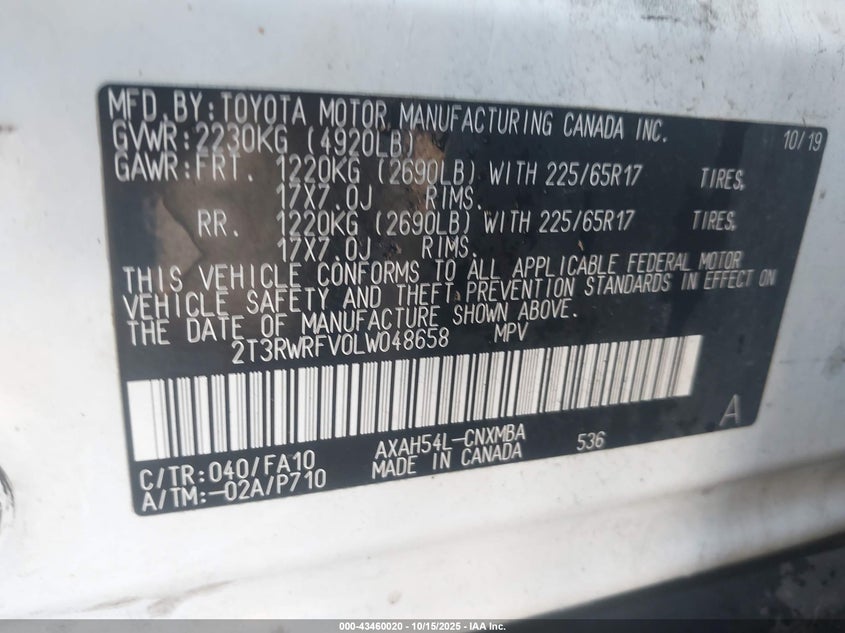 MFD.BY:TOYOTA MOTOR MANUFACTURING CANADA INC. 10/19
GVWR:2230KG (4920LB)
GAWR:FRT. 1220KG (2690LB) WITH 225/65R17 TIRES,
17X7.0J RIMS.
RR. 1220KG (2690LB) WITH 225/65R17 TIRES,
17X7.0J RIMS.
THIS VEHICLE CONFORMS TO ALL APPLICABLE FEDERAL MOTOR
VEHICLE SAFETY AND THEFT PREVENTION STANDARDS IN EFFECT ON
THE DATE OF MANUFACTURE SHOWN ABOVE.
2T3RWRFV0LW048658 MPV
A
C/TR:040/FA10 AXAH54L-CNXMBA 536
A/TM:-02A/P710 MADE IN CANADA
000-43460020 - 10/15/2025 - IAA Inc.